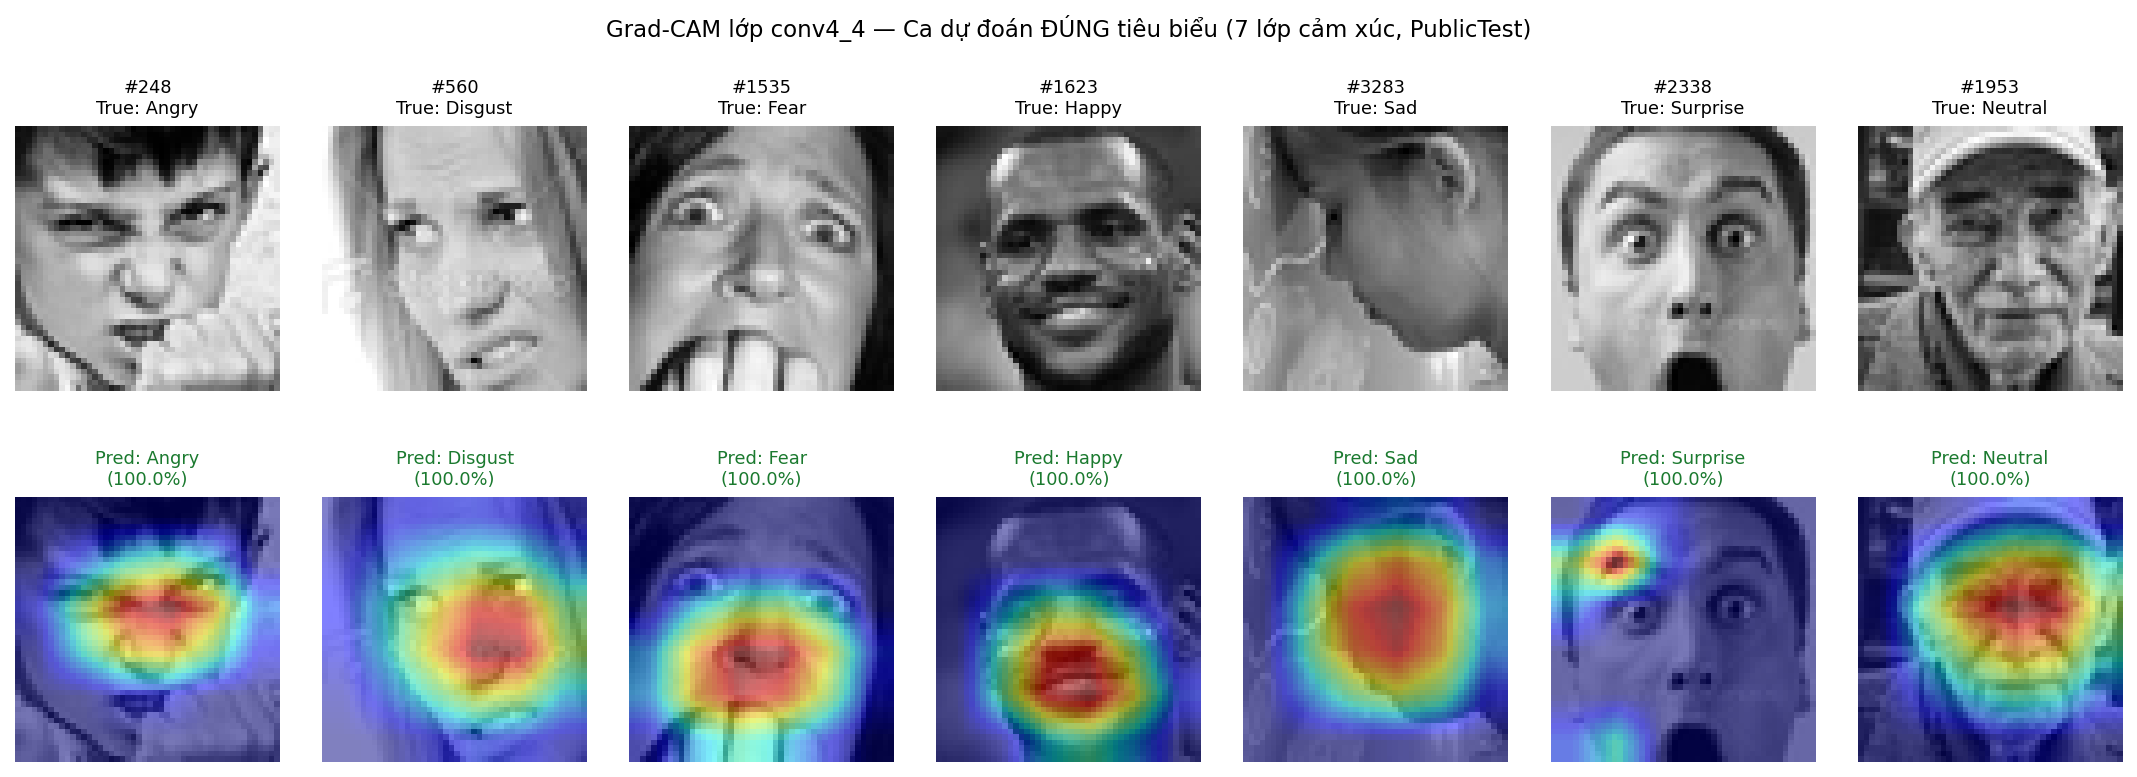 Grad-CAM lớp conv4_4 — Ca dự đoán ĐÚNG tiêu biểu (7 lớp cảm xúc, PublicTest)
#248
True: Angry
#560
True: Disgust
#1535
True: Fear
#1623
True: Happy
#3283
True: Sad
#2338
True: Surprise
#1953
True: Neutral
Pred: Angry
(100.0%)
Pred: Disgust
(100.0%)
Pred: Fear
(100.0%)
Pred: Happy
(100.0%)
Pred: Sad
(100.0%)
Pred: Surprise
(100.0%)
Pred: Neutral
(100.0%)